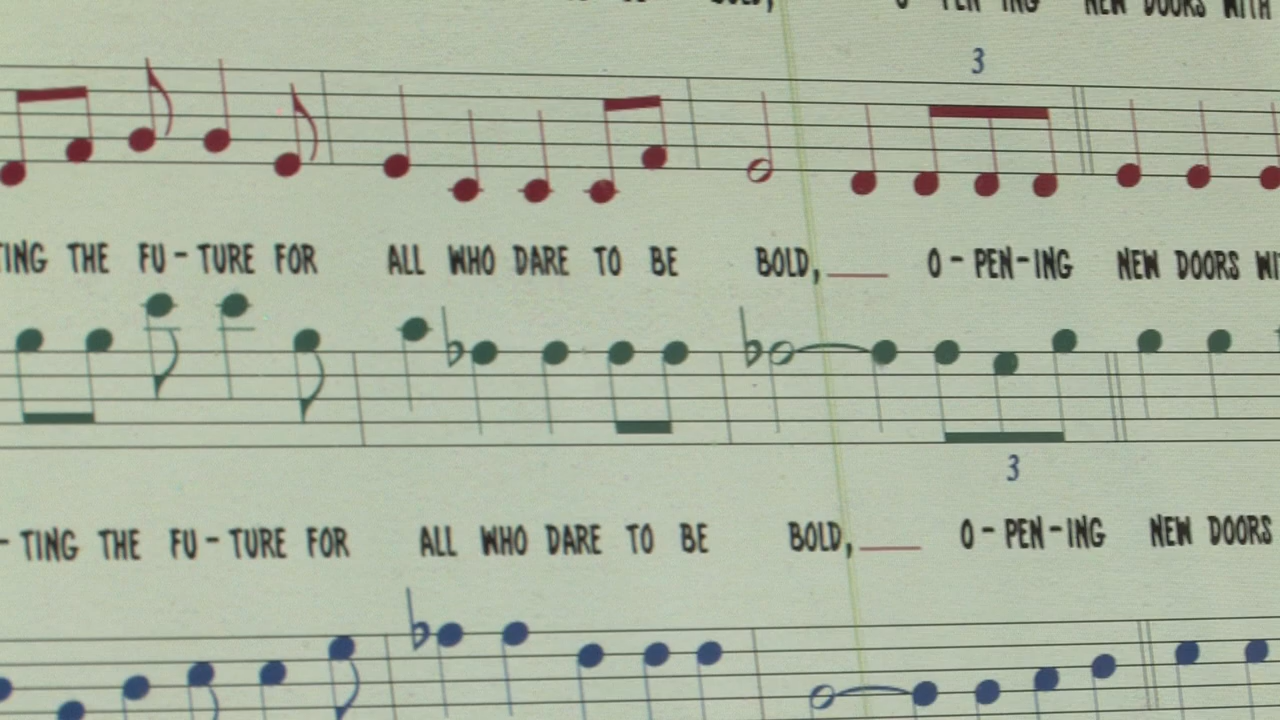 BOLD, O - PEN - ING NEW DOORS WITH
3
TING THE FU - TURE FOR ALL WHO DARE TO BE BOLD, O - PEN - ING NEW DOORS WI
3
- TING THE FU - TURE FOR ALL WHO DARE TO BE BOLD, O - PEN - ING NEW DOORS